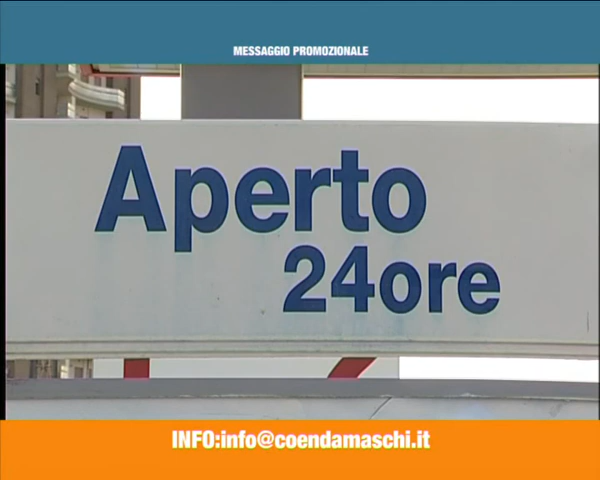 MESSAGGIO PROMOZIONALE
Aperto
24ore
INFO:info@coendamaschi.it